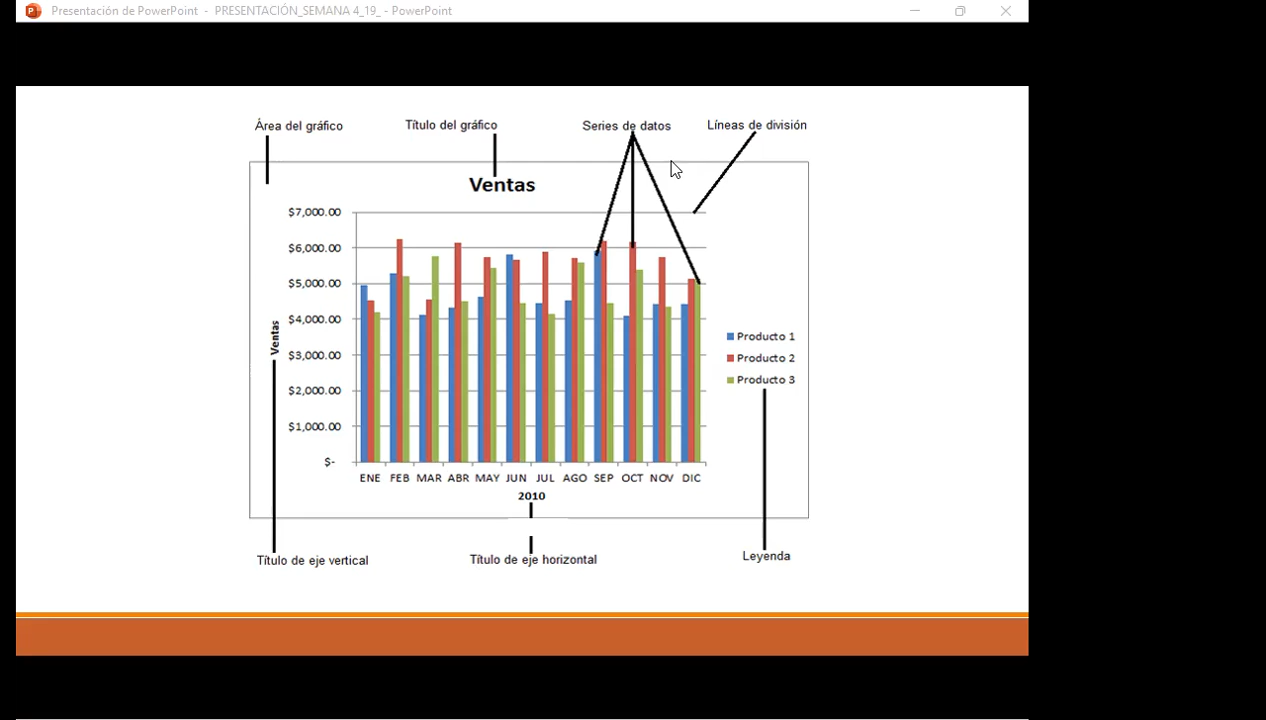 Presentación de PowerPoint - PRESENTACIÓN_SEMANA 4_19_ - PowerPoint
Área del gráfico
Título del gráfico
Series de datos
Líneas de división
Ventas
$7,000.00
$6,000.00
$5,000.00
$4,000.00
$3,000.00
$2,000.00
$1,000.00
$-
Ventas
Producto 1
Producto 2
Producto 3
ENE FEB MAR ABR MAY JUN JUL AGO SEP OCT NOV DIC
2010
Título de eje vertical
Título de eje horizontal
Leyenda